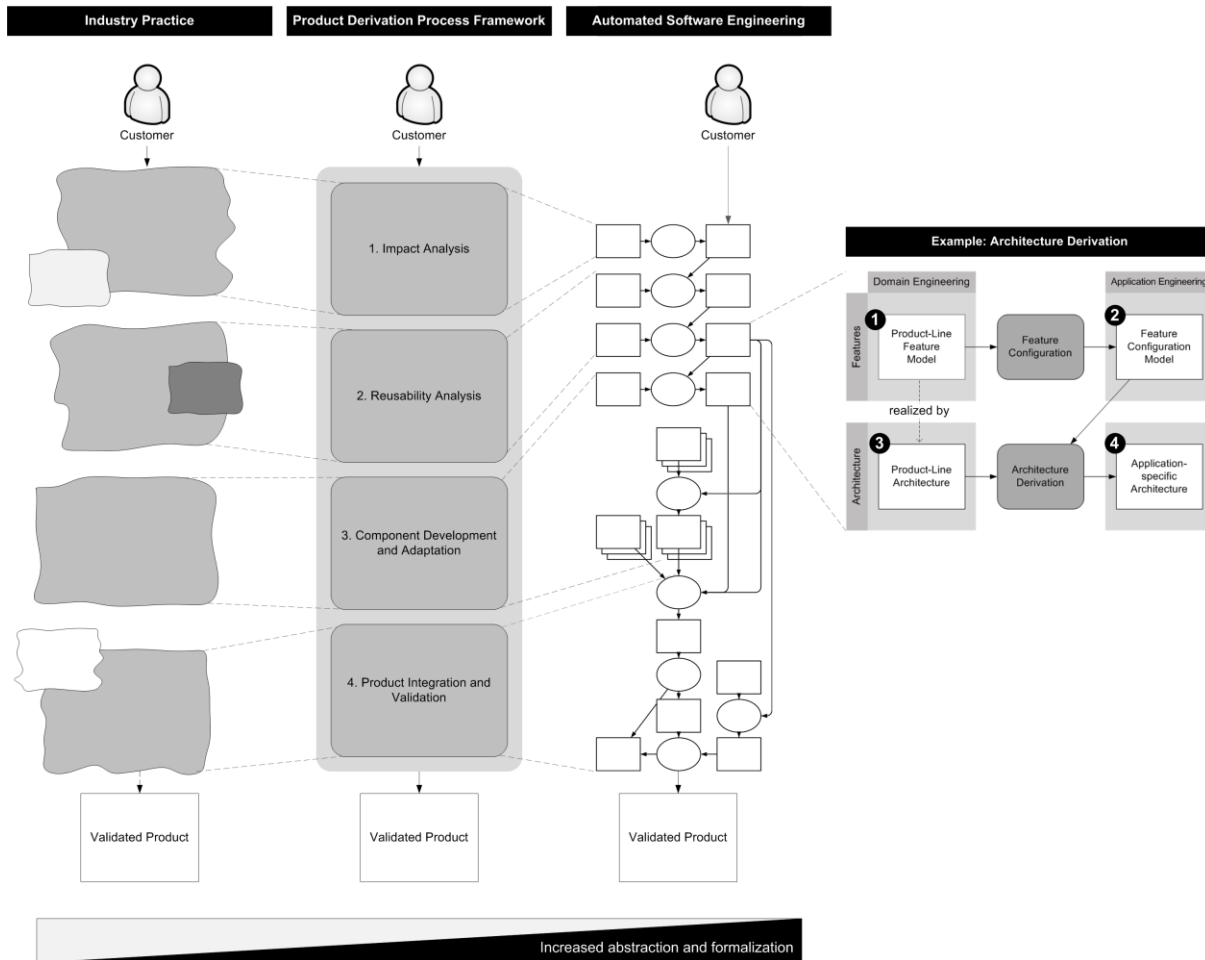 Industry Practice
Product Derivation Process Framework
Automated Software Engineering
Customer
Customer
Customer
1. Impact Analysis
2. Reusability Analysis
3. Component Development
and Adaptation
4. Product Integration and
Validation
Example: Architecture Derivation
Domain Engineering
Application Engineering
Features
1
Product-Line
Feature
Model
Feature
Configuration
2
Feature
Configuration
Model
realized by
Architecture
3
Product-Line
Architecture
Architecture
Derivation
4
Application-
specific
Architecture
Validated Product
Validated Product
Validated Product
Increased abstraction and formalization